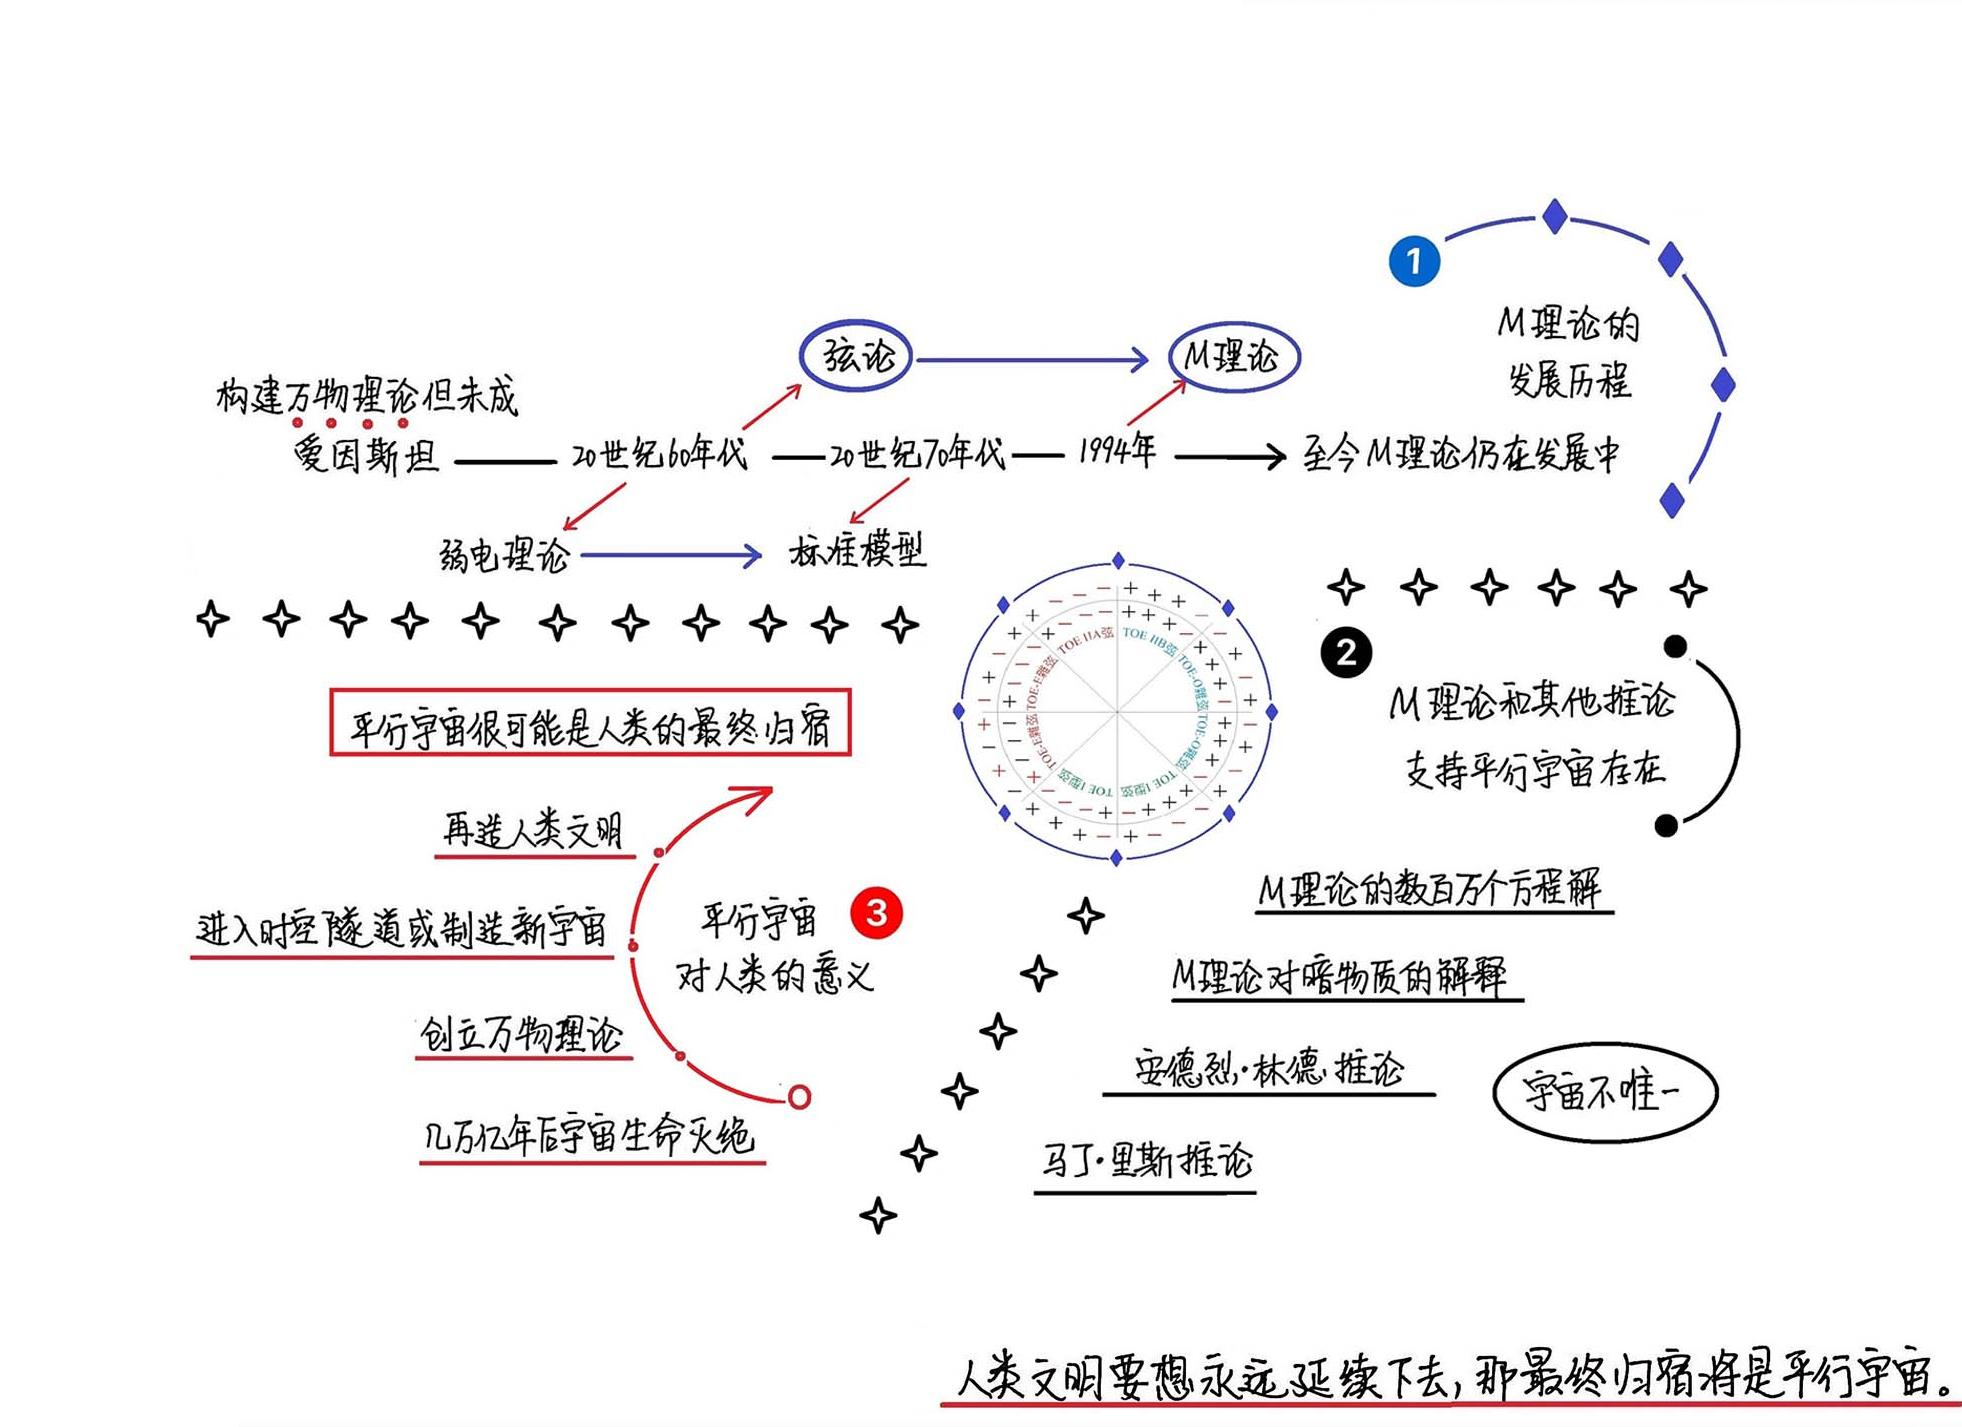 1
M理论的
发展历程
弦论
M理论
构建万物理论但未成
爱因斯坦 20世纪60年代 20世纪70年代 1994年 至今M理论仍在发展中
弱电理论
标准模型
TOE IIA弦
TOE IIB弦
TOE-O雜弦
TOE-O雜弦
TOE I型弦
TOE I型弦
TOE-E雜弦
TOE-E雜弦
2
M理论和其他推论
支持平行宇宙存在
M理论的数百万个方程解
M理论对暗物质的解释
安德烈·林德推论
宇宙不唯一
马丁·里斯推论
平行宇宙很可能是人类的最终归宿
再造人类文明
进入时空隧道或制造新宇宙
平行宇宙
对人类的意义
3
创立万物理论
几万亿年后宇宙生命灭绝
人类文明要想永远延续下去,那最终归宿将是平行宇宙。